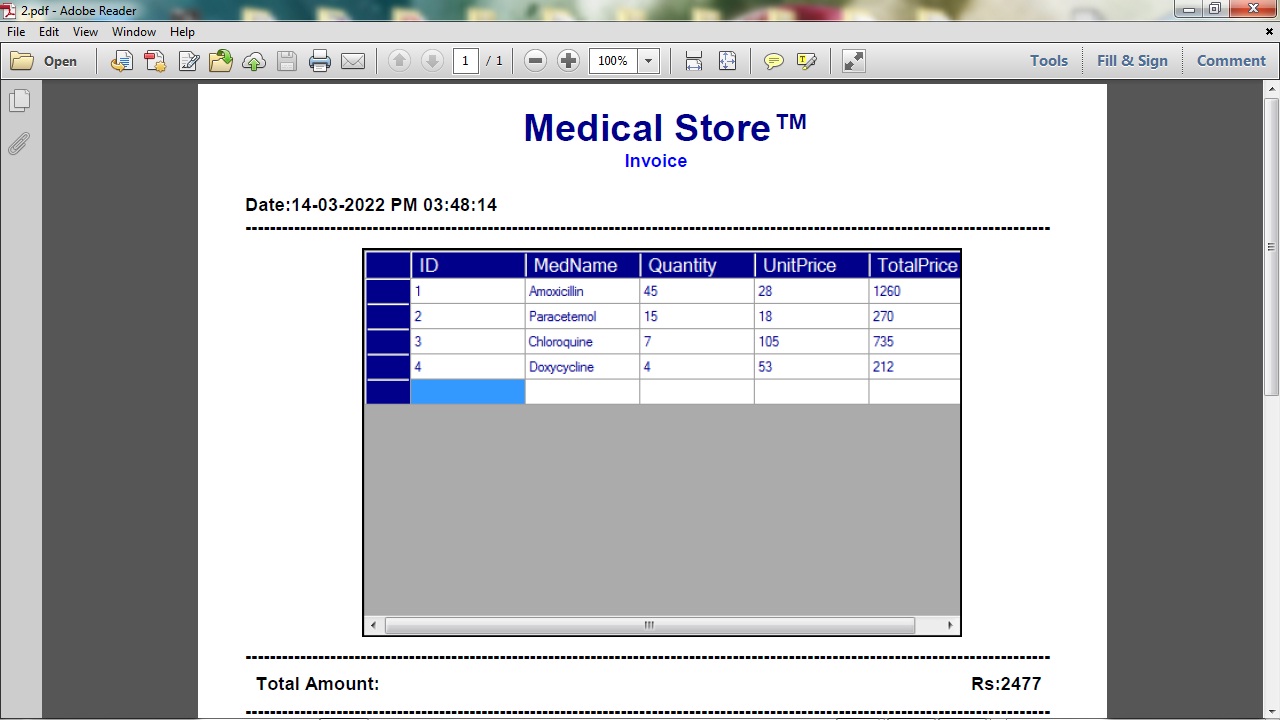 2.pdf - Adobe Reader
File Edit View Window Help
Open 1 / 1 100% Tools Fill & Sign Comment
Medical Store™
Invoice
Date:14-03-2022 PM 03:48:14
ID MedName Quantity UnitPrice TotalPrice
1 Amoxicillin 45 28 1260
2 Paracetemol 15 18 270
3 Chloroquine 7 105 735
4 Doxycycline 4 53 212
Total Amount: Rs:2477